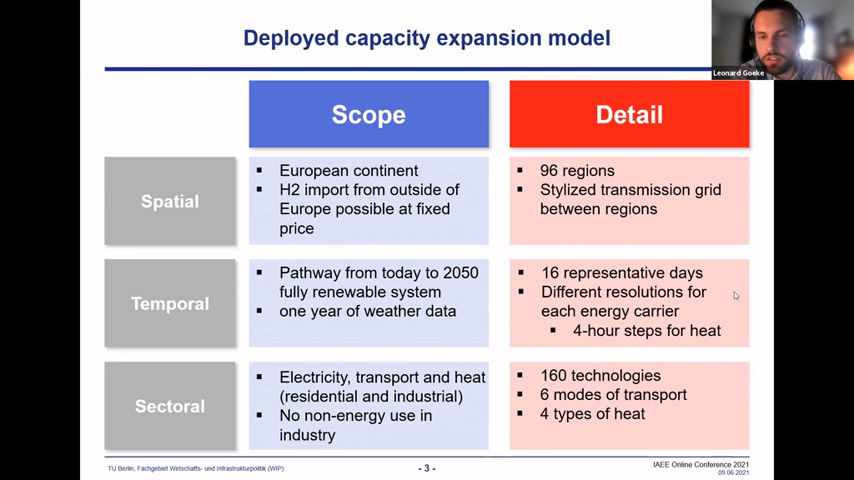 Deployed capacity expansion model
Leonard Goeke
Scope
Detail
Spatial
▪ European continent
▪ H2 import from outside of
Europe possible at fixed
price
▪ 96 regions
▪ Stylized transmission grid
between regions
Temporal
▪ Pathway from today to 2050
fully renewable system
▪ one year of weather data
▪ 16 representative days
▪ Different resolutions for
each energy carrier
▪ 4-hour steps for heat
Sectoral
▪ Electricity, transport and heat
(residential and industrial)
▪ No non-energy use in
industry
▪ 160 technologies
▪ 6 modes of transport
▪ 4 types of heat
TU Berlin, Fachgebiet Wirtschafts- und Infrastrukturpolitik (WIP)
- 3 -
IAEE Online Conference 2021
09.06.2021